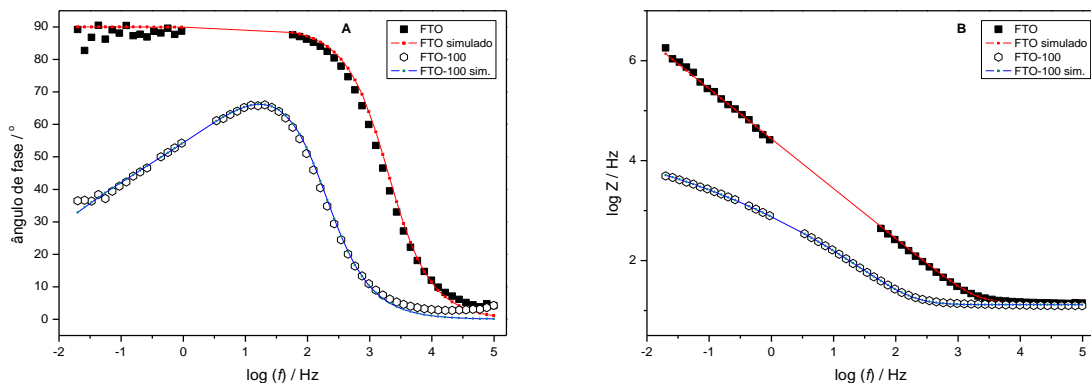 A
FTO
FTO simulado
FTO-100
FTO-100 sim.
ângulo de fase / °
90
80
70
60
50
40
30
20
10
0
-2 -1 0 1 2 3 4 5
log (f) / Hz
B
FTO
FTO simulado
FTO-100
FTO-100 sim.
log Z / Hz
6
4
2
-2 -1 0 1 2 3 4 5
log (f) / Hz